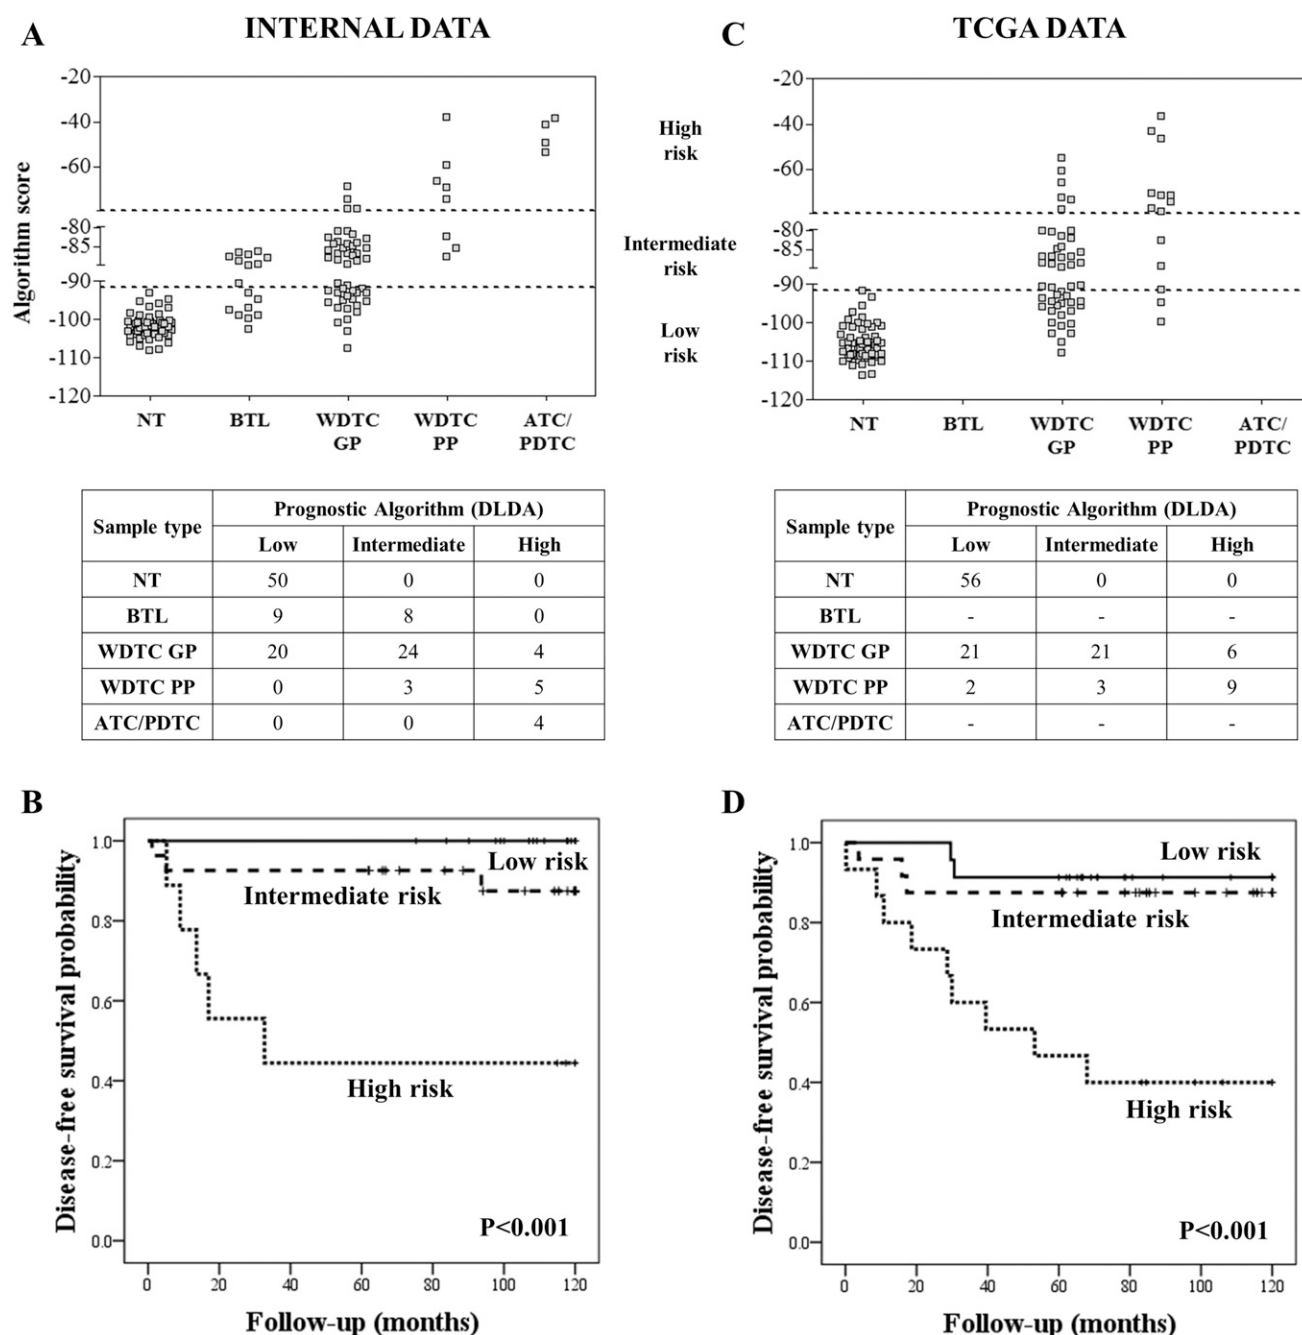 A
INTERNAL DATA
Algorithm score
-20
-40
-60
-80
-85
-90
-100
-110
-120
NT
BTL
WDTC
GP
WDTC
PP
ATC/
PDTC
High
risk
Intermediate
risk
Low
risk
Sample type
Prognostic Algorithm (DLDA)
Low Intermediate High
NT 50 0 0
BTL 9 8 0
WDTC GP 20 24 4
WDTC PP 0 3 5
ATC/PDTC 0 0 4
B
Disease-free survival probability
1.0
0.8
0.6
0.4
0.2
0.0
Low risk
Intermediate risk
High risk
P<0.001
0 20 40 60 80 100 120
Follow-up (months)
C
TCGA DATA
-20
-40
-60
-80
-85
-90
-100
-110
-120
NT
BTL
WDTC
GP
WDTC
PP
ATC/
PDTC
Sample type
Prognostic Algorithm (DLDA)
Low Intermediate High
NT 56 0 0
BTL - - -
WDTC GP 21 21 6
WDTC PP 2 3 9
ATC/PDTC - - -
D
Disease-free survival probability
1.0
0.8
0.6
0.4
0.2
0.0
Low risk
Intermediate risk
High risk
P<0.001
0 20 40 60 80 100 120
Follow-up (months)